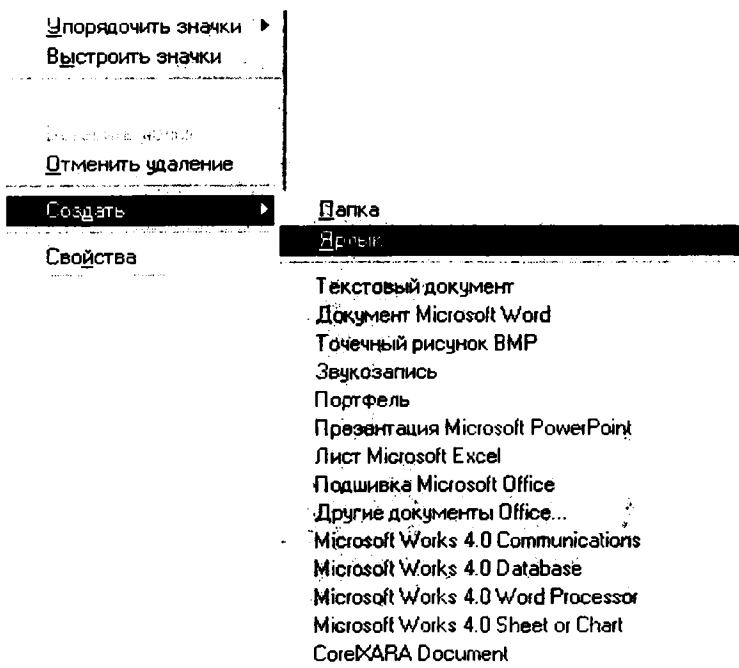 Упорядочить значки
Выстроить значки
Отменить удаление
Создать
Свойства
Папка
Ярлык
Текстовый документ
Документ Microsoft Word
Точечный рисунок BMP
Звукозапись
Портфель
Презентация Microsoft PowerPoint
Лист Microsoft Excel
Подшивка Microsoft Office
Другие документы Office...
Microsoft Works 4.0 Communications
Microsoft Works 4.0 Database
Microsoft Works 4.0 Word Processor
Microsoft Works 4.0 Sheet or Chart
CorelXARA Document